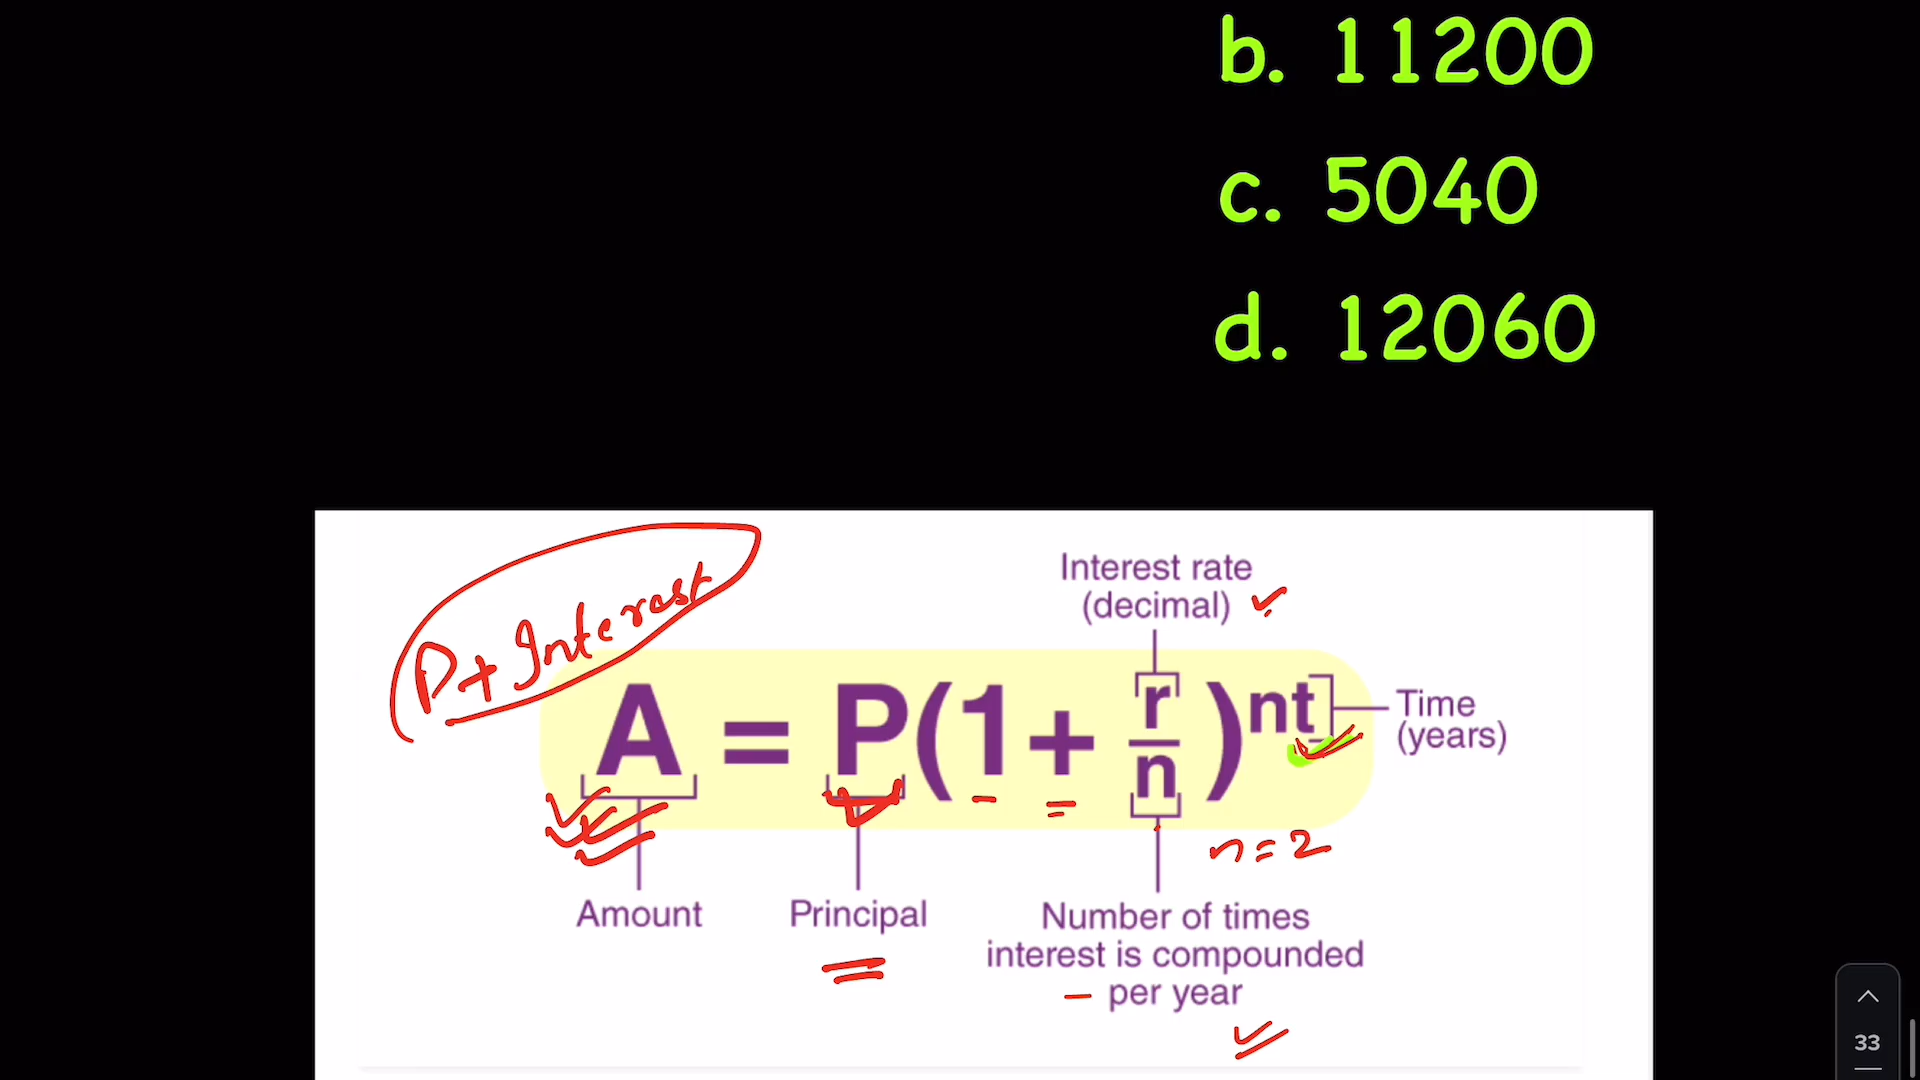 b. 11200
c. 5040
d. 12060
P + Interest
Interest rate
(decimal)
A = P(1 + r/n)^nt
Time
(years)
n = 2
Amount
Principal
Number of times
interest is compounded
per year
33